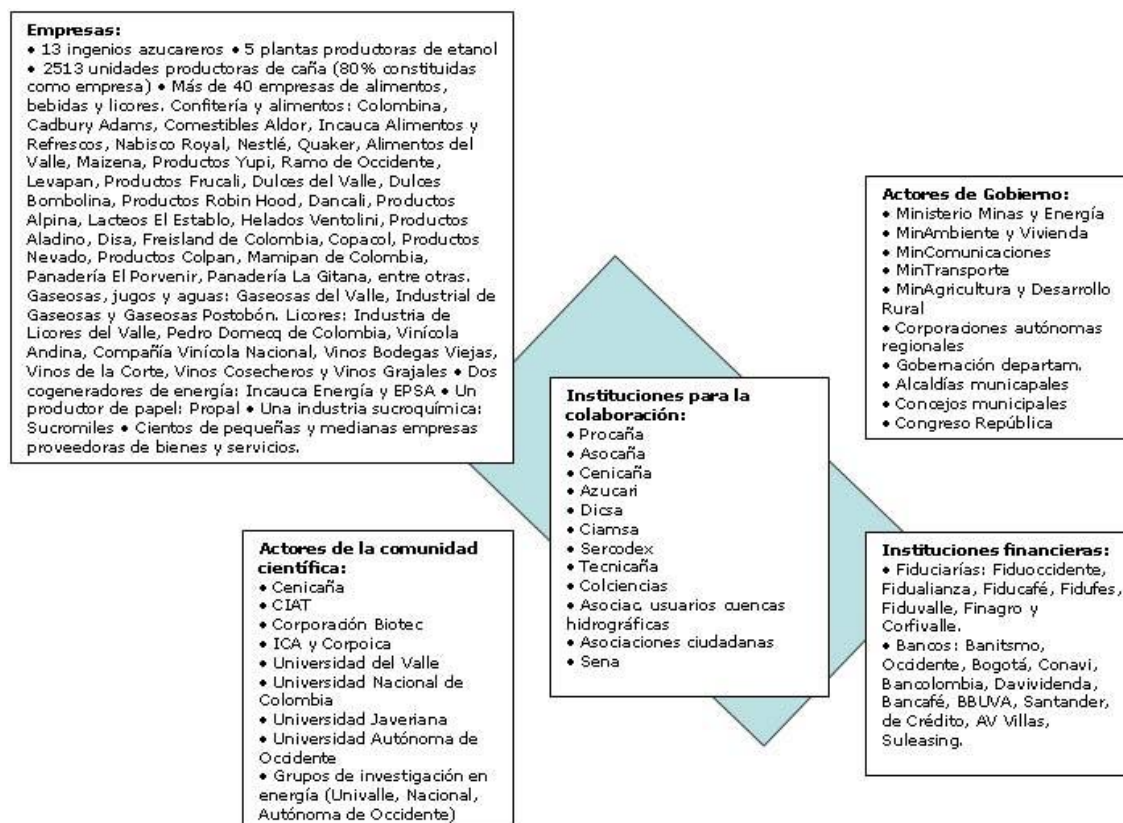 Empresas:
• 13 ingenios azucareros • 5 plantas productoras de etanol
• 2513 unidades productoras de caña (80% constituidas
como empresa) • Más de 40 empresas de alimentos,
bebidas y licores. Confitería y alimentos: Colombina,
Cadbury Adams, Comestibles Aldor, Incauca Alimentos y
Refrescos, Nabisco Royal, Nestlé, Quaker, Alimentos del
Valle, Maizena, Productos Yupi, Ramo de Occidente,
Levapan, Productos Frucali, Dulces del Valle, Dulces
Bombolina, Productos Robin Hood, Dancali, Productos
Alpina, Lacteos El Establo, Helados Ventolini, Productos
Aladino, Disa, Freisland de Colombia, Copacol, Productos
Nevado, Productos Colpan, Mamipan de Colombia,
Panadería El Porvenir, Panadería La Gitana, entre otras.
Gaseosas, jugos y aguas: Gaseosas del Valle, Industrial de
Gaseosas y Gaseosas Postobón. Licores: Industria de
Licores del Valle, Pedro Domecq de Colombia, Vinícola
Andina, Compañía Vinícola Nacional, Vinos Bodegas Viejas,
Vinos de la Corte, Vinos Cosecheros y Vinos Grajales • Dos
cogeneradores de energía: Incauca Energía y EPSA • Un
productor de papel: Propal • Una industria sucroquímica:
Sucromiles • Cientos de pequeñas y medianas empresas
proveedoras de bienes y servicios.
Actores de Gobierno:
• Ministerio Minas y Energía
• MinAmbiente y Vivienda
• MinComunicaciones
• MinTransporte
• MinAgricultura y Desarrollo
Rural
• Corporaciones autónomas
regionales
• Gobernación departam.
• Alcaldías municapales
• Concejos municipales
• Congreso República
Instituciones para la
colaboración:
• Procaña
• Asocaña
• Cenicaña
• Azucari
• Dicsa
• Ciamsa
• Sercodex
• Tecnicaña
• Colciencias
• Asociac. usuarios cuencas
hidrográficas
• Asociaciones ciudadanas
• Sena
Actores de la comunidad
científica:
• Cenicaña
• CIAT
• Corporación Biotec
• ICA y Corpoica
• Universidad del Valle
• Universidad Nacional de
Colombia
• Universidad Javeriana
• Universidad Autónoma de
Occidente
• Grupos de investigación en
energía (Univalle, Nacional,
Autónoma de Occidente)
Instituciones financieras:
• Fiduciarías: Fiduoccidente,
Fidualianza, Fiducafé, Fidufes,
Fiduvalle, Finagro y
Corfivalle.
• Bancos: Banitsmo,
Occidente, Bogotá, Conavi,
Bancolombia, Davividenda,
Bancafé, BBUVA, Santander,
de Crédito, AV Villas,
Suleasing.